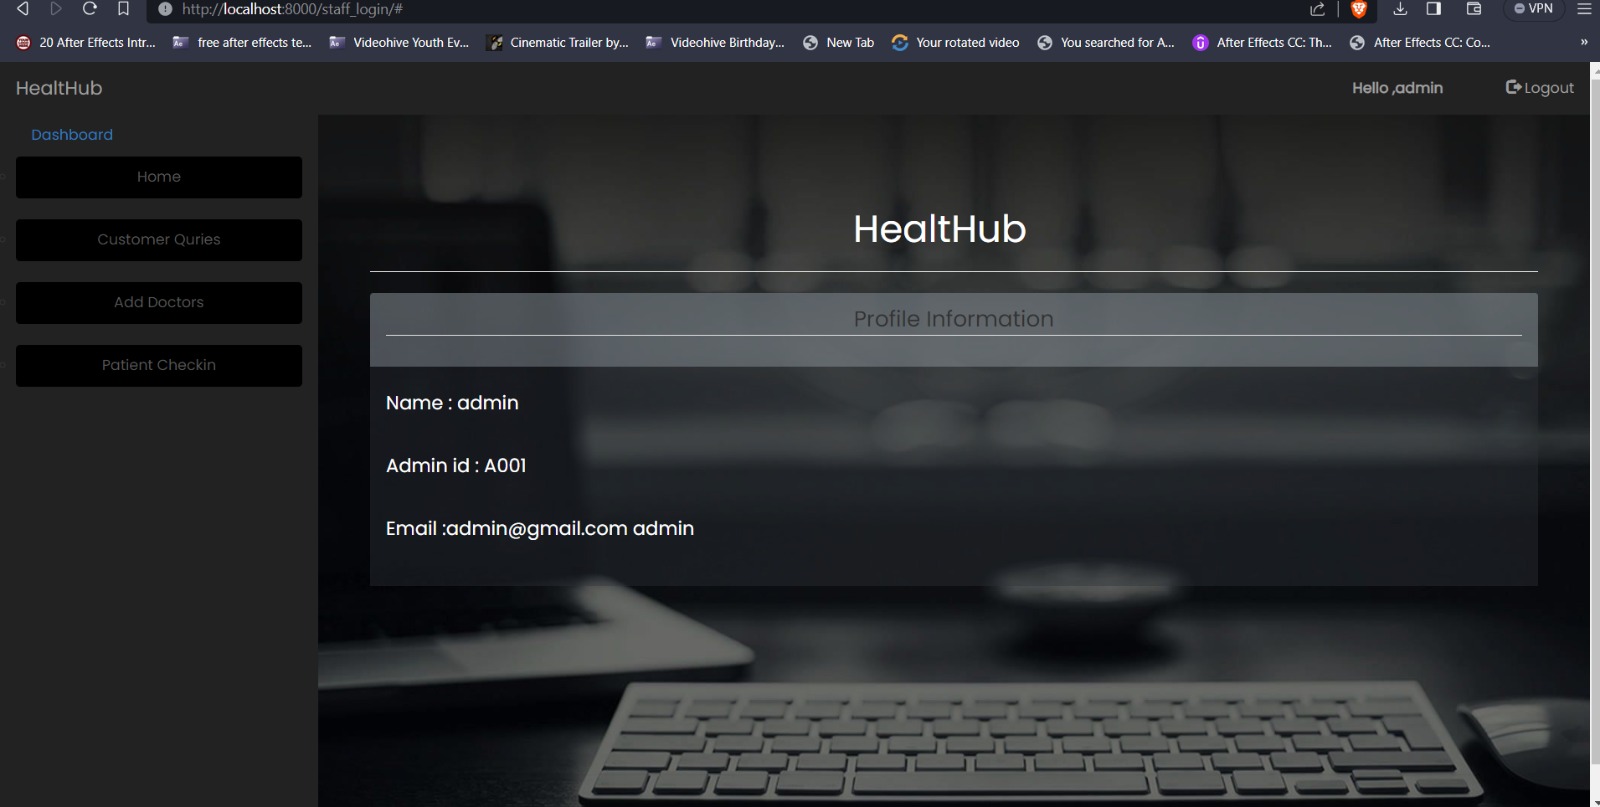 http://localhost:8000/staff_login/#
VPN
20 After Effects Intr...
free after effects te...
Videohive Youth Ev...
Cinematic Trailer by...
Videohive Birthday...
New Tab
Your rotated video
You searched for A...
After Effects CC: Th...
After Effects CC: Co...
»
HealtHub
Hello ,admin
Logout
Dashboard
Home
Customer Quries
Add Doctors
Patient Checkin
HealtHub
Profile Information
Name : admin
Admin id : A001
Email :admin@gmail.com admin